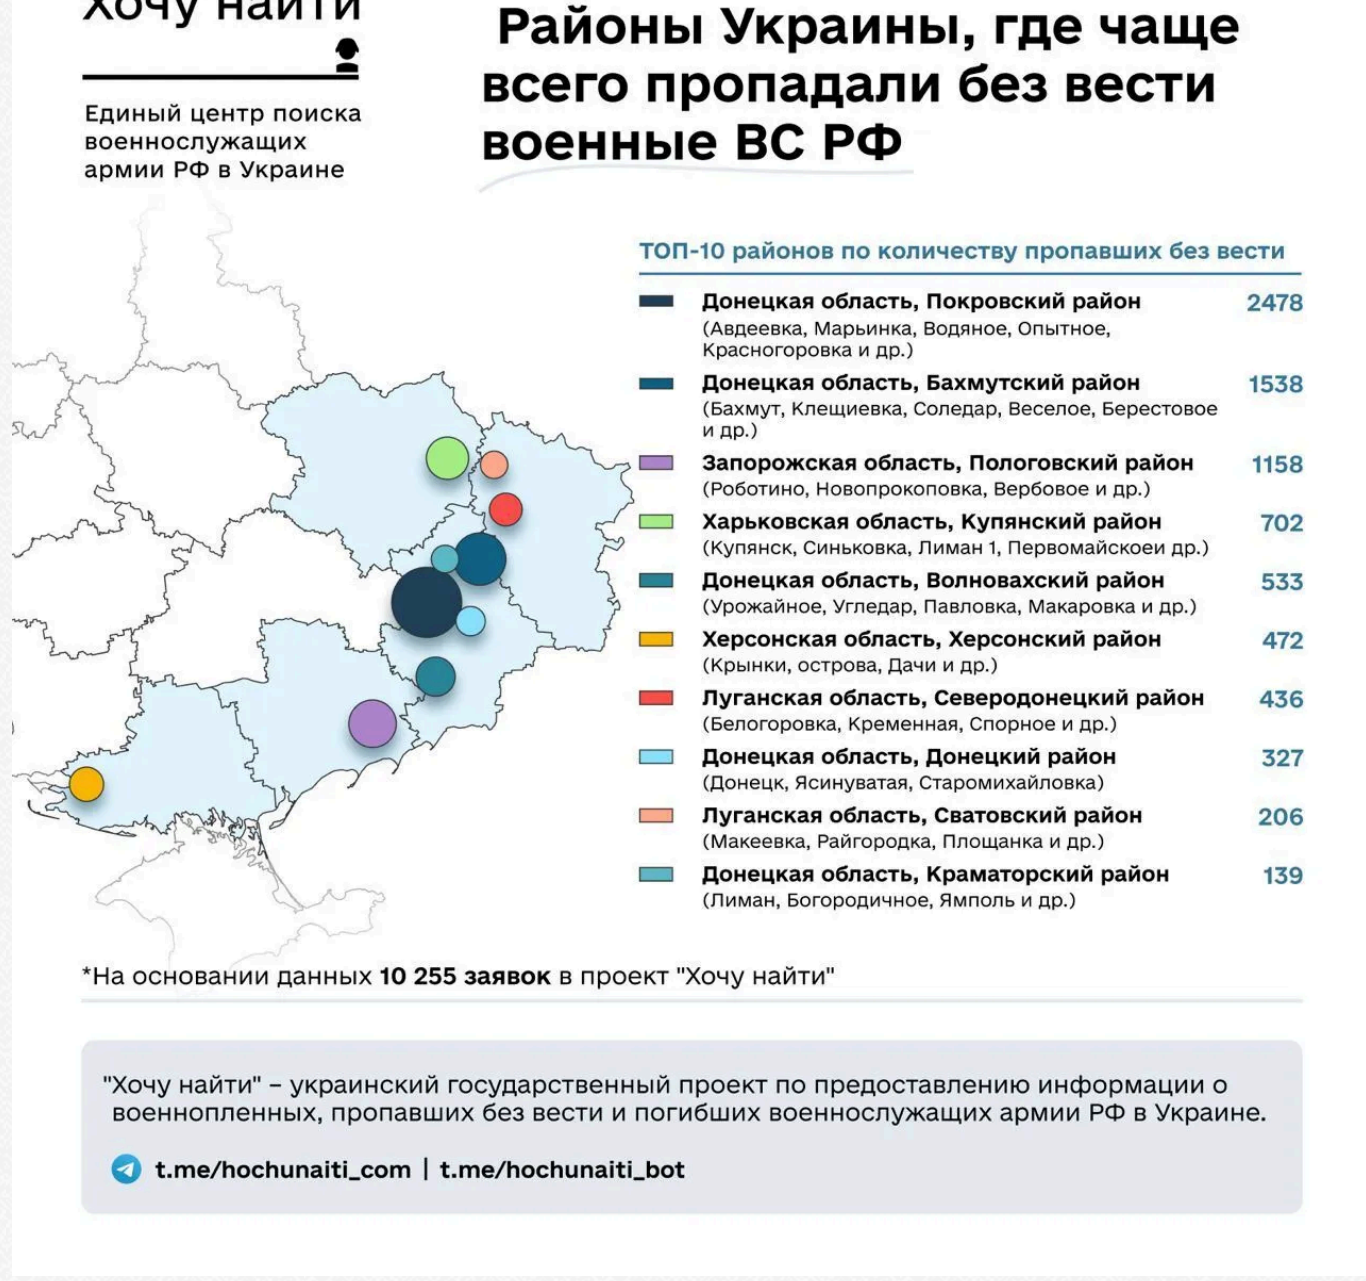 Хочу найти
Единый центр поиска
военнослужащих
армии РФ в Украине
Районы Украины, где чаще
всего пропадали без вести
военные ВС РФ
ТОП-10 районов по количеству пропавших без вести
Донецкая область, Покровский район 2478
(Авдеевка, Марьинка, Водяное, Опытное,
Красногоровка и др.)
Донецкая область, Бахмутский район 1538
(Бахмут, Клещиевка, Соледар, Веселое, Берестовое
и др.)
Запорожская область, Пологовский район 1158
(Роботино, Новопрокоповка, Вербовое и др.)
Харьковская область, Купянский район 702
(Купянск, Синьковка, Лиман 1, Первомайскоеи др.)
Донецкая область, Волновахский район 533
(Урожайное, Угледар, Павловка, Макаровка и др.)
Херсонская область, Херсонский район 472
(Крынки, острова, Дачи и др.)
Луганская область, Северодонецкий район 436
(Белогоровка, Кременная, Спорное и др.)
Донецкая область, Донецкий район 327
(Донецк, Ясинуватая, Старомихайловка)
Луганская область, Сватовский район 206
(Макеевка, Райгородка, Площанка и др.)
Донецкая область, Краматорский район 139
(Лиман, Богородичное, Ямполь и др.)
*На основании данных 10 255 заявок в проект "Хочу найти"
"Хочу найти" – украинский государственный проект по предоставлению информации о
военнопленных, пропавших без вести и погибших военнослужащих армии РФ в Украине.
t.me/hochunaiti_com | t.me/hochunaiti_bot